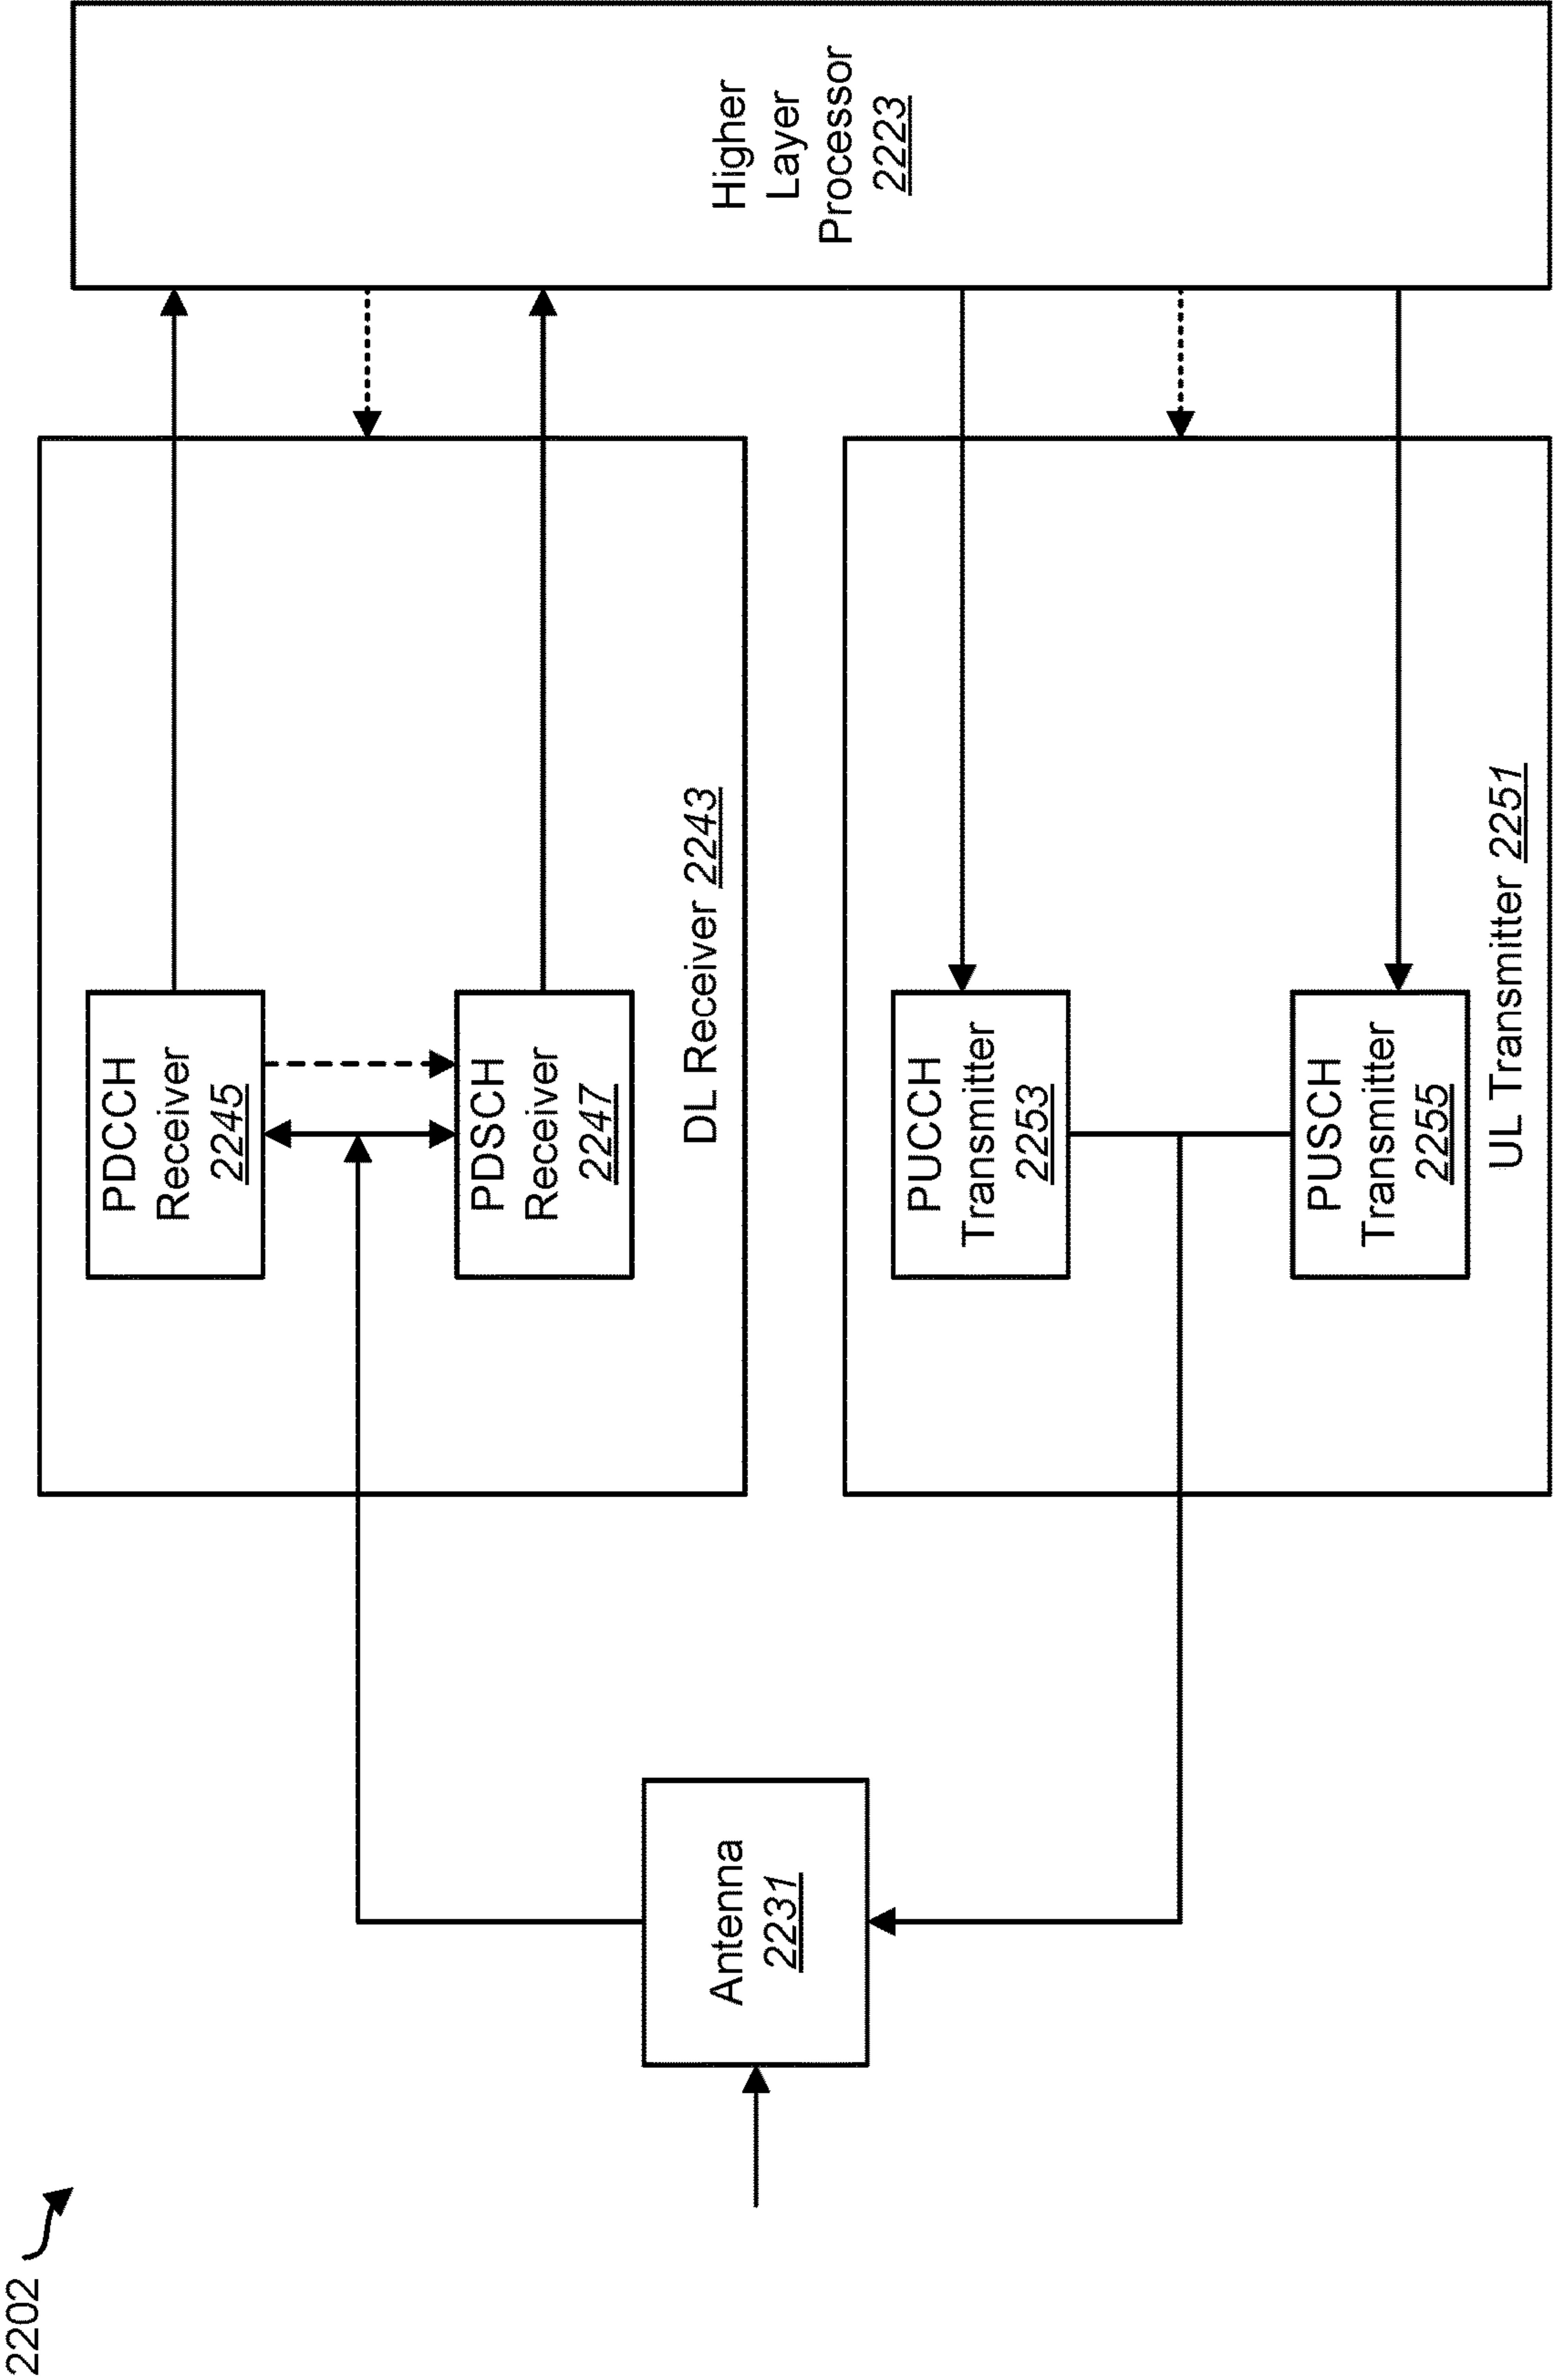 2202
Antenna
2231
PDCCH
Receiver
2245
PDSCH
Receiver
2247
DL Receiver 2243
PUCCH
Transmitter
2253
PUSCH
Transmitter
2255
UL Transmitter 2251
Higher
Layer
Processor
2223